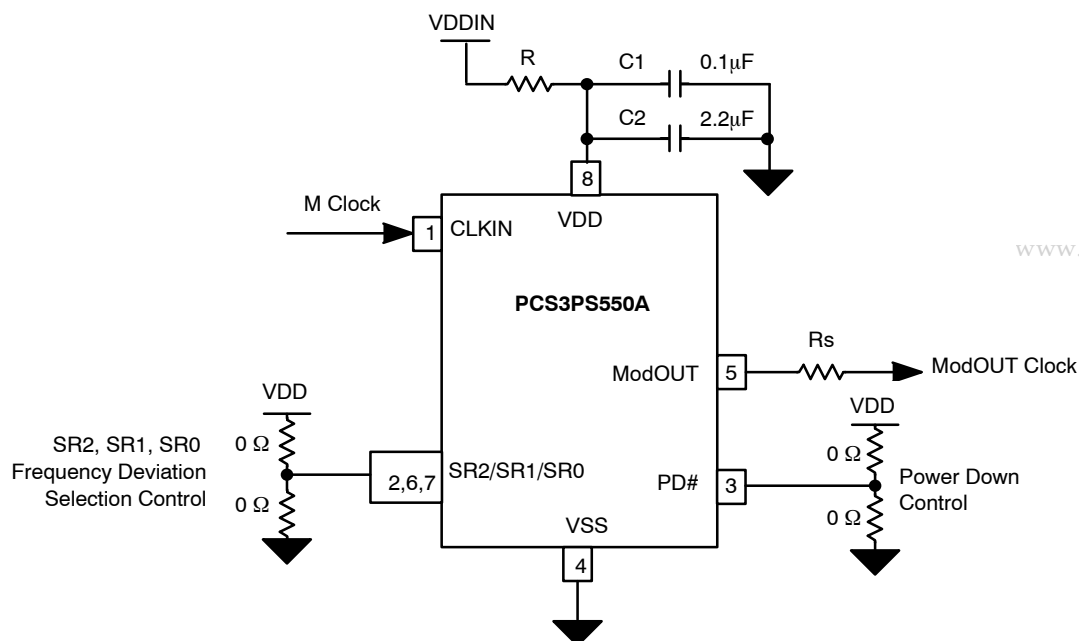 VDDIN
R
C1 0.1μF
C2 2.2μF
8
VDD
M Clock
1 CLKIN
www.
PCS3PS550A
Rs
ModOUT 5 ModOUT Clock
VDD
0 Ω
0 Ω
SR2, SR1, SR0
Frequency Deviation
Selection Control
2,6,7 SR2/SR1/SR0
VDD
0 Ω
0 Ω
PD# 3
Power Down
Control
VSS
4